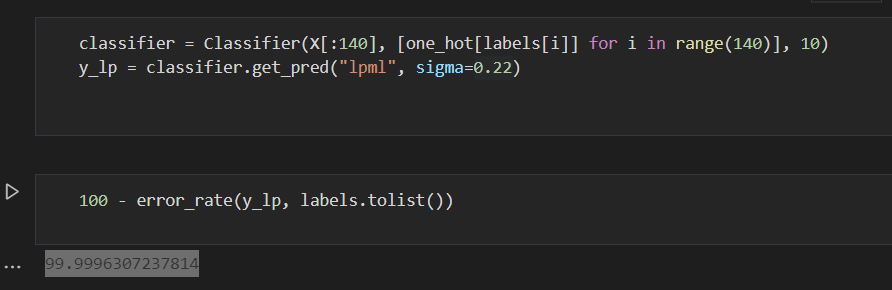 classifier = Classifier(X[:140], [one_hot[labels[i]] for i in range(140)], 10)
y_lp = classifier.get_pred("lpml", sigma=0.22)
100 - error_rate(y_lp, labels.tolist())
...
99.9996307237814